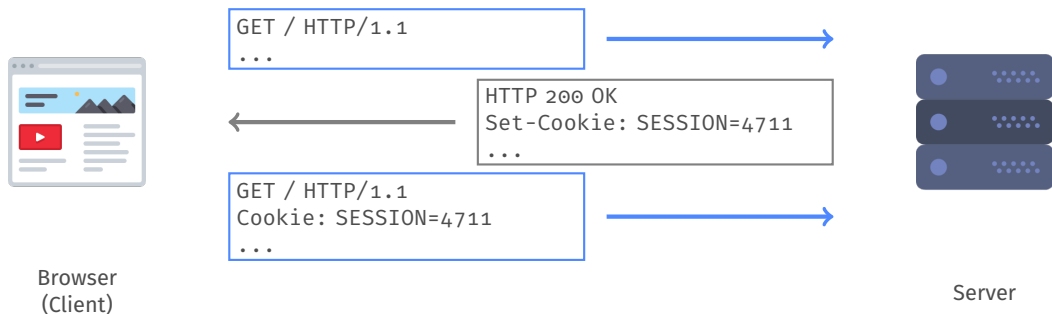 GET / HTTP/1.1
...
HTTP 200 OK
Set-Cookie: SESSION=4711
...
GET / HTTP/1.1
Cookie: SESSION=4711
...
Browser
(Client)
Server